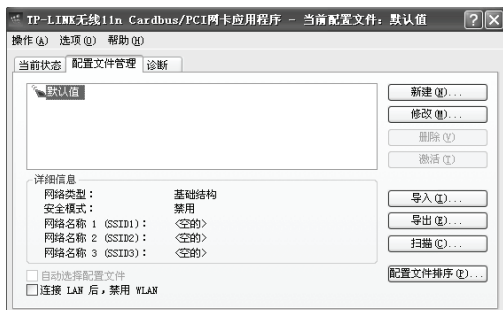 TP-LINK无线11n Cardbus/PCI网卡应用程序 - 当前配置文件: 默认值
操作(A) 选项(O) 帮助(H)
当前状态 配置文件管理 诊断
默认值
新建(N)...
修改(M)...
删除(V)
激活(T)
详细信息
网络类型： 基础结构
安全模式： 禁用
网络名称 1 (SSID1)： <空的>
网络名称 2 (SSID2)： <空的>
网络名称 3 (SSID3)： <空的>
导入(I)...
导出(E)...
扫描(C)...
自动选择配置文件
连接 LAN 后，禁用 WLAN
配置文件排序(P)...